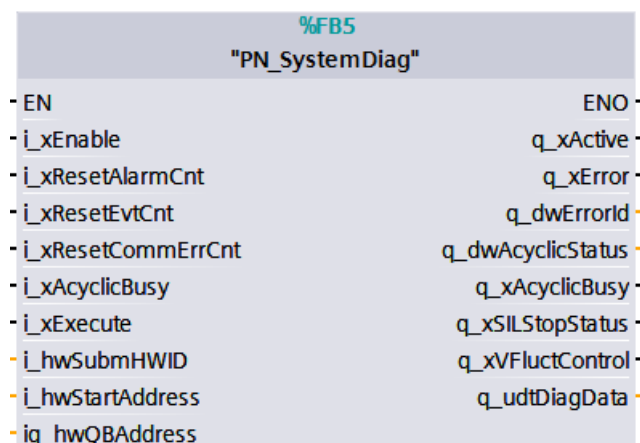 %FB5
"PN_SystemDiag"
EN ENO
i_xEnable q_xActive
i_xResetAlarmCnt q_xError
i_xResetEvtCnt q_dwErrorId
i_xResetCommErrCnt q_dwAcyclicStatus
i_xAcyclicBusy q_xAcyclicBusy
i_xExecute q_xSILStopStatus
i_hwSubmHWID q_xVFluctControl
i_hwStartAddress q_udtDiagData
iq_hwQBAddress